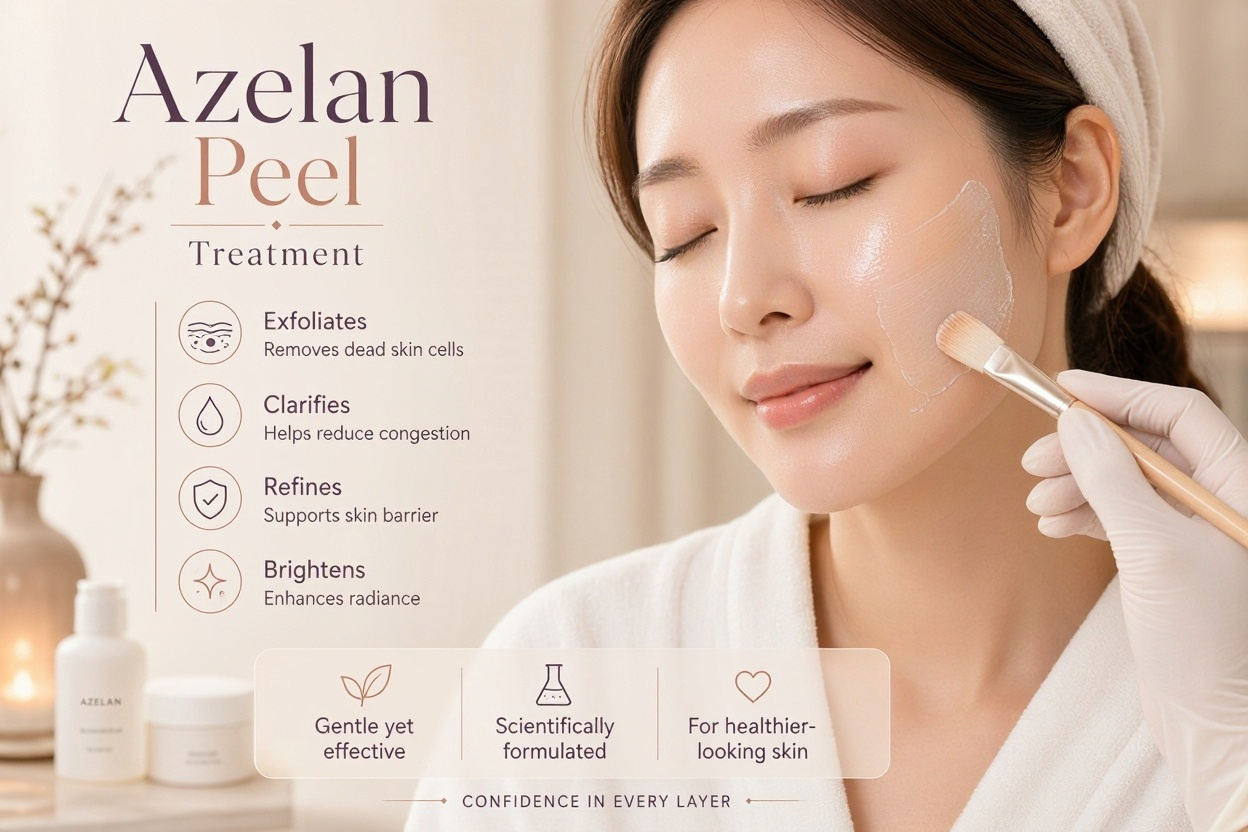 Azelan
Peel
Treatment
Exfoliates
Removes dead skin cells
Clarifies
Helps reduce congestion
Refines
Supports skin barrier
Brightens
Enhances radiance
AZELAN
Gentle yet
effective
Scientifically
formulated
For healthier-
looking skin
CONFIDENCE IN EVERY LAYER